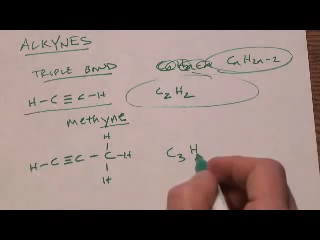 ALKYNES
TRIPLE BOND CnH2n-2
H-C≡C-H C2H2
methyne
H
H-C≡C-C-H C3H
H